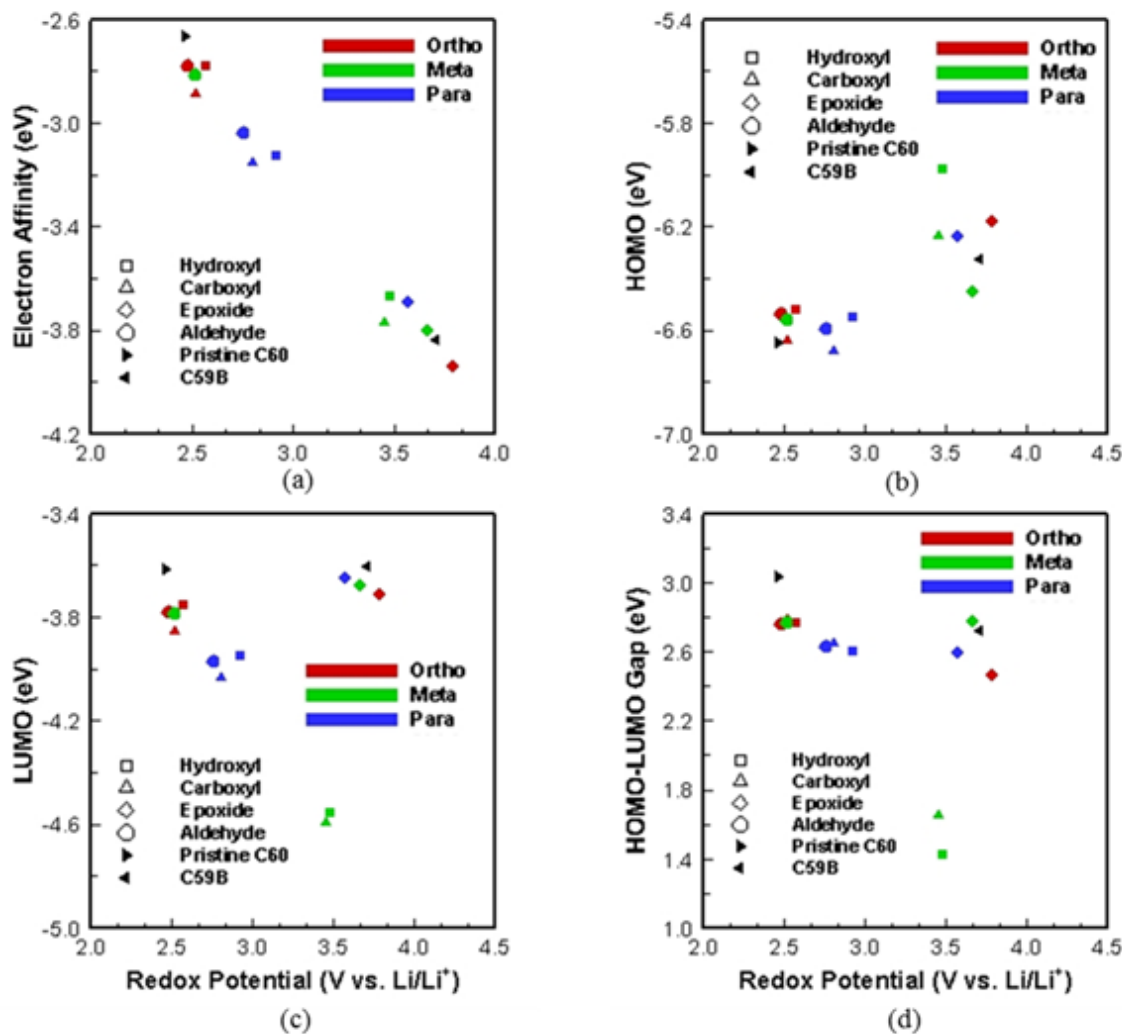 -2.6
-3.0
-3.4
-3.8
-4.2
Electron Affinity (eV)
Ortho
Meta
Para
Hydroxyl
Carboxyl
Epoxide
Aldehyde
Pristine C60
C59B
2.0 2.5 3.0 3.5 4.0
(a)
-5.4
-5.8
-6.2
-6.6
-7.0
HOMO (eV)
Hydroxyl
Carboxyl
Epoxide
Aldehyde
Pristine C60
C59B
Ortho
Meta
Para
2.0 2.5 3.0 3.5 4.0 4.5
(b)
-3.4
-3.8
-4.2
-4.6
-5.0
LUMO (eV)
Ortho
Meta
Para
Hydroxyl
Carboxyl
Epoxide
Aldehyde
Pristine C60
C59B
2.0 2.5 3.0 3.5 4.0 4.5
Redox Potential (V vs. Li/Li⁺)
(c)
3.4
3.0
2.6
2.2
1.8
1.4
1.0
HOMO-LUMO Gap (eV)
Ortho
Meta
Para
Hydroxyl
Carboxyl
Epoxide
Aldehyde
Pristine C60
C59B
2.0 2.5 3.0 3.5 4.0 4.5
Redox Potential (V vs. Li/Li⁺)
(d)